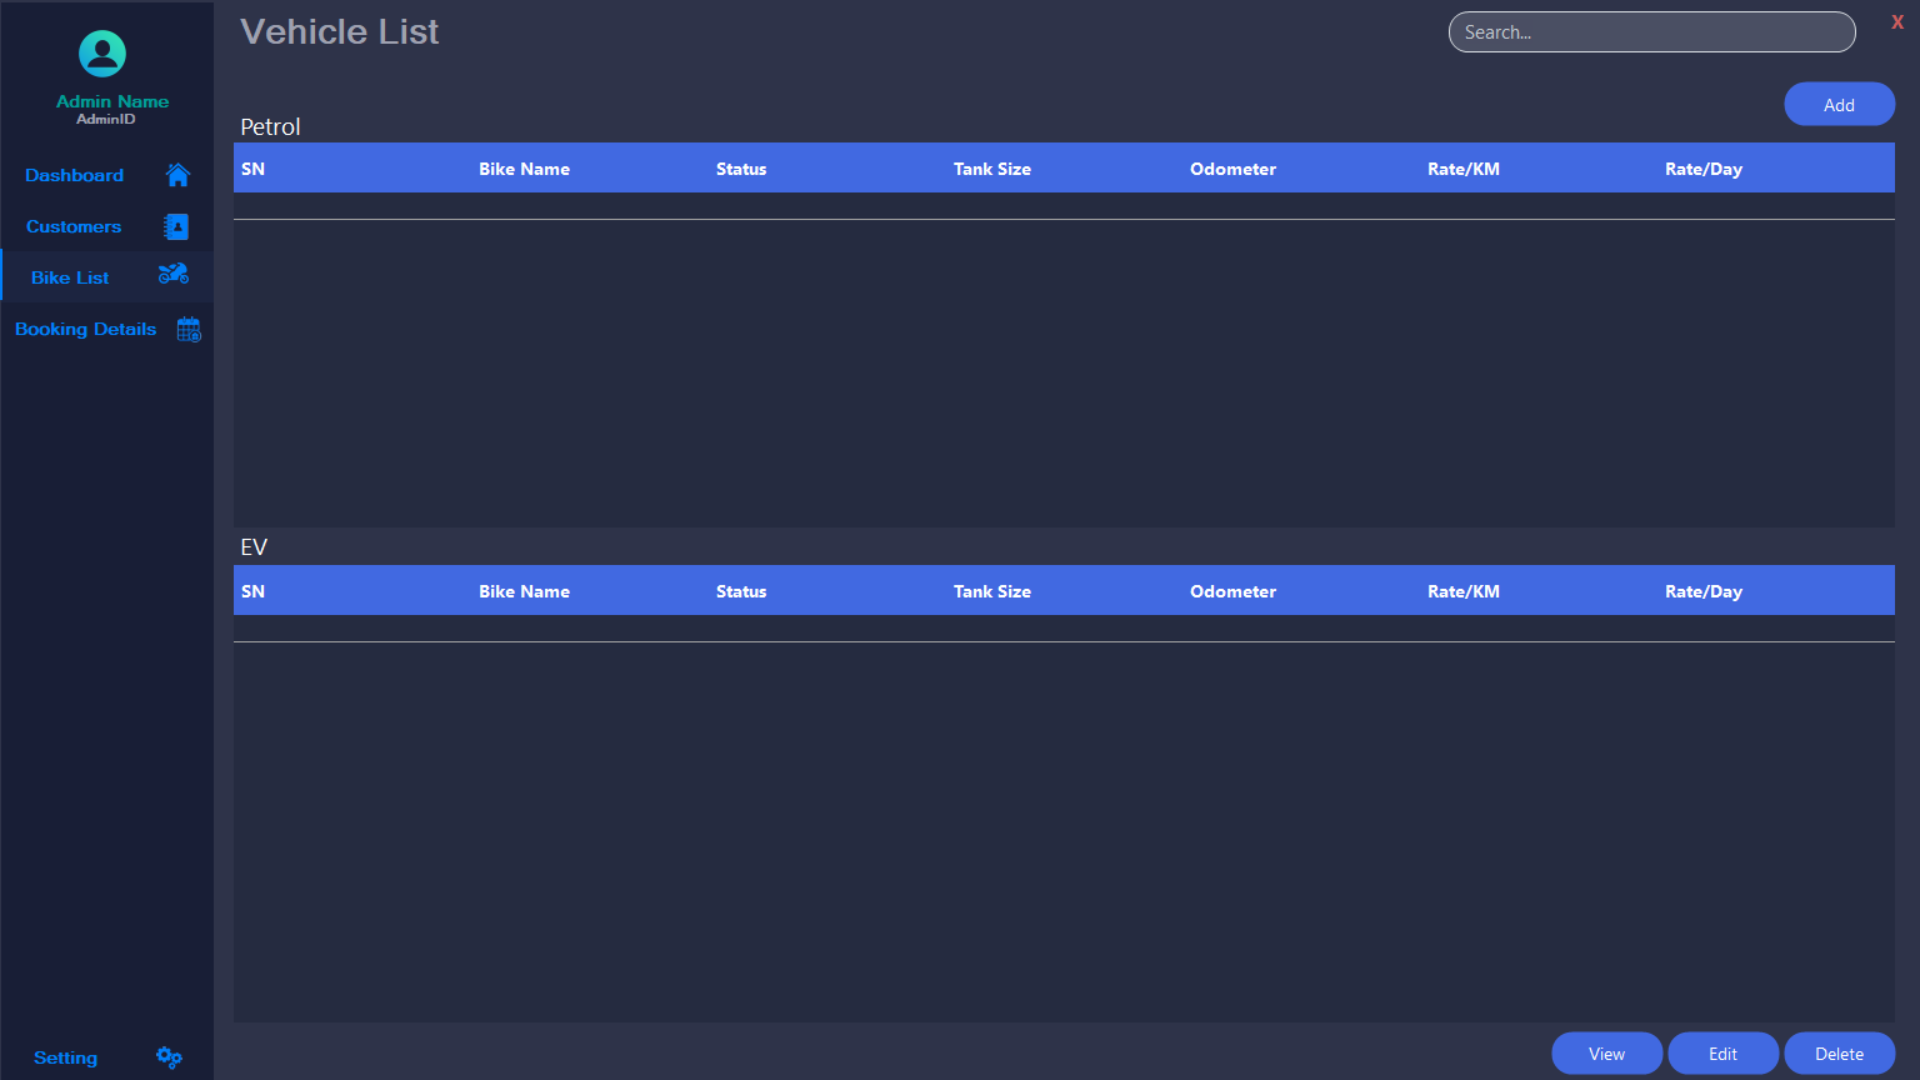 Admin Name
AdminID
Dashboard
Customers
Bike List
Booking Details
Setting
Vehicle List
Search...
X
Add
Petrol
SN Bike Name Status Tank Size Odometer Rate/KM Rate/Day
EV
SN Bike Name Status Tank Size Odometer Rate/KM Rate/Day
View Edit Delete